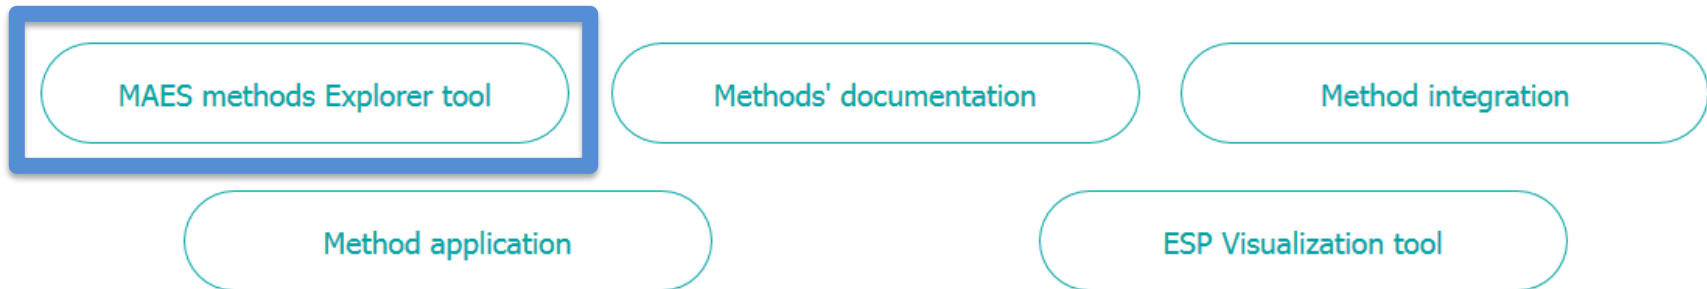 MAES methods Explorer tool
Methods' documentation
Method integration
Method application
ESP Visualization tool